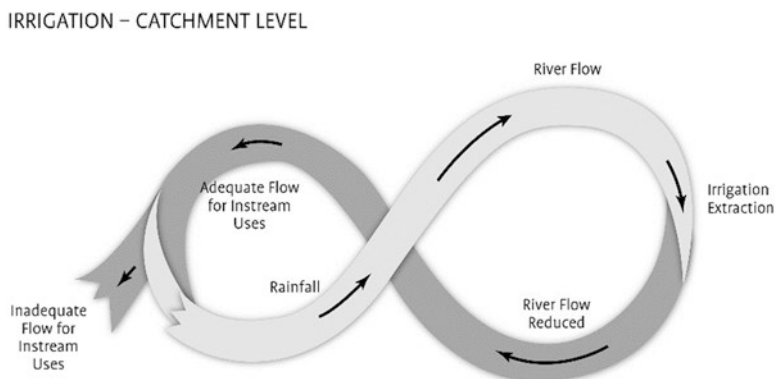 IRRIGATION – CATCHMENT LEVEL
River Flow
Adequate Flow
for Instream
Uses
Irrigation
Extraction
Rainfall
Inadequate
Flow for
Instream
Uses
River Flow
Reduced